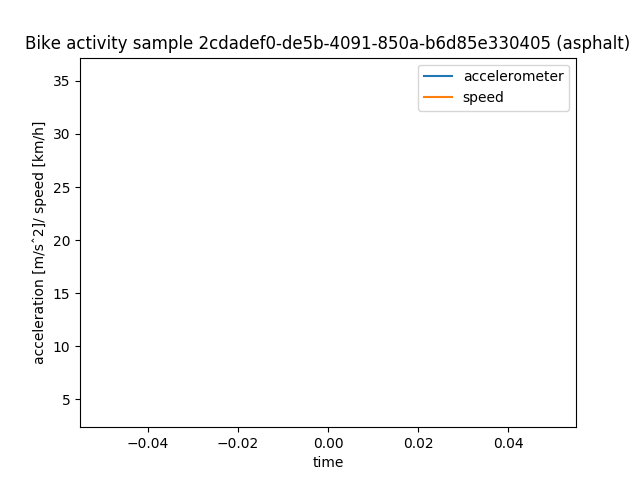 Bike activity sample 2cdadef0-de5b-4091-850a-b6d85e330405 (asphalt)
accelerometer
speed
acceleration [m/sˆ2]/ speed [km/h]
35
30
25
20
15
10
5
−0.04 −0.02 0.00 0.02 0.04
time